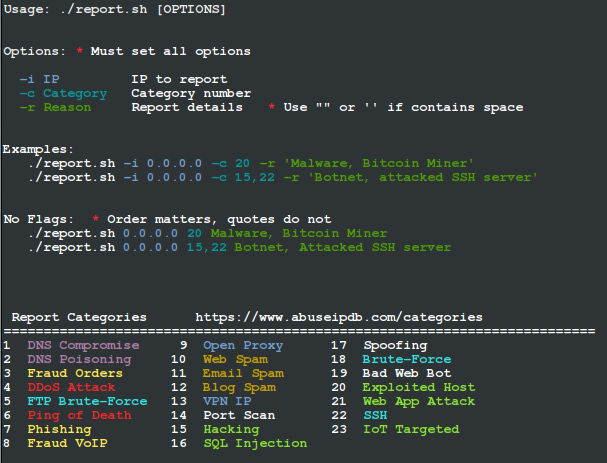 Usage: ./report.sh [OPTIONS]
Options: * Must set all options
-i IP IP to report
-c Category Category number
-r Reason Report details * Use "" or '' if contains space
Examples:
./report.sh -i 0.0.0.0 -c 20 -r 'Malware, Bitcoin Miner'
./report.sh -i 0.0.0.0 -c 15,22 -r 'Botnet, attacked SSH server'
No Flags: * Order matters, quotes do not
./report.sh 0.0.0.0 20 Malware, Bitcoin Miner
./report.sh 0.0.0.0 15,22 Botnet, Attacked SSH server
Report Categories https://www.abuseipdb.com/categories
==========================================================================
1 DNS Compromise 9 Open Proxy 17 Spoofing
2 DNS Poisoning 10 Web Spam 18 Brute-Force
3 Fraud Orders 11 Email Spam 19 Bad Web Bot
4 DDoS Attack 12 Blog Spam 20 Exploited Host
5 FTP Brute-Force 13 VPN IP 21 Web App Attack
6 Ping of Death 14 Port Scan 22 SSH
7 Phishing 15 Hacking 23 IoT Targeted
8 Fraud VoIP 16 SQL Injection